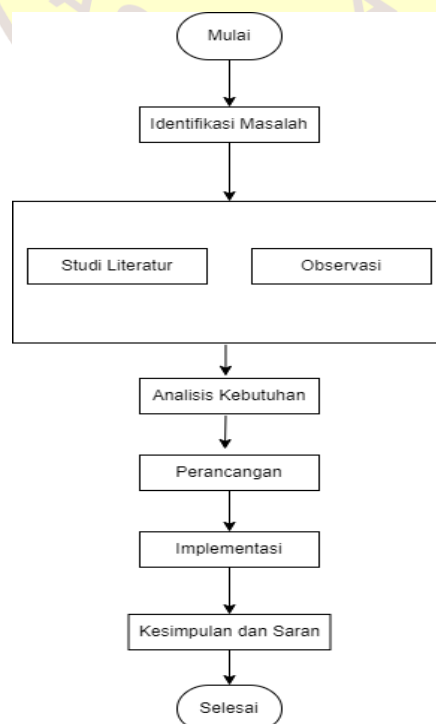 Mulai
Identifikasi Masalah
Studi Literatur
Observasi
Analisis Kebutuhan
Perancangan
Implementasi
Kesimpulan dan Saran
Selesai